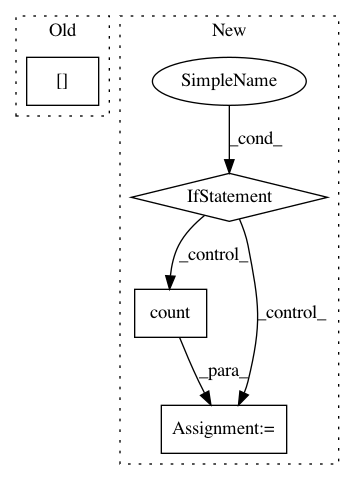 Old
New
[]
SimpleName
_cond_
IfStatement
_control_
_control_
count
_para_
Assignment:=